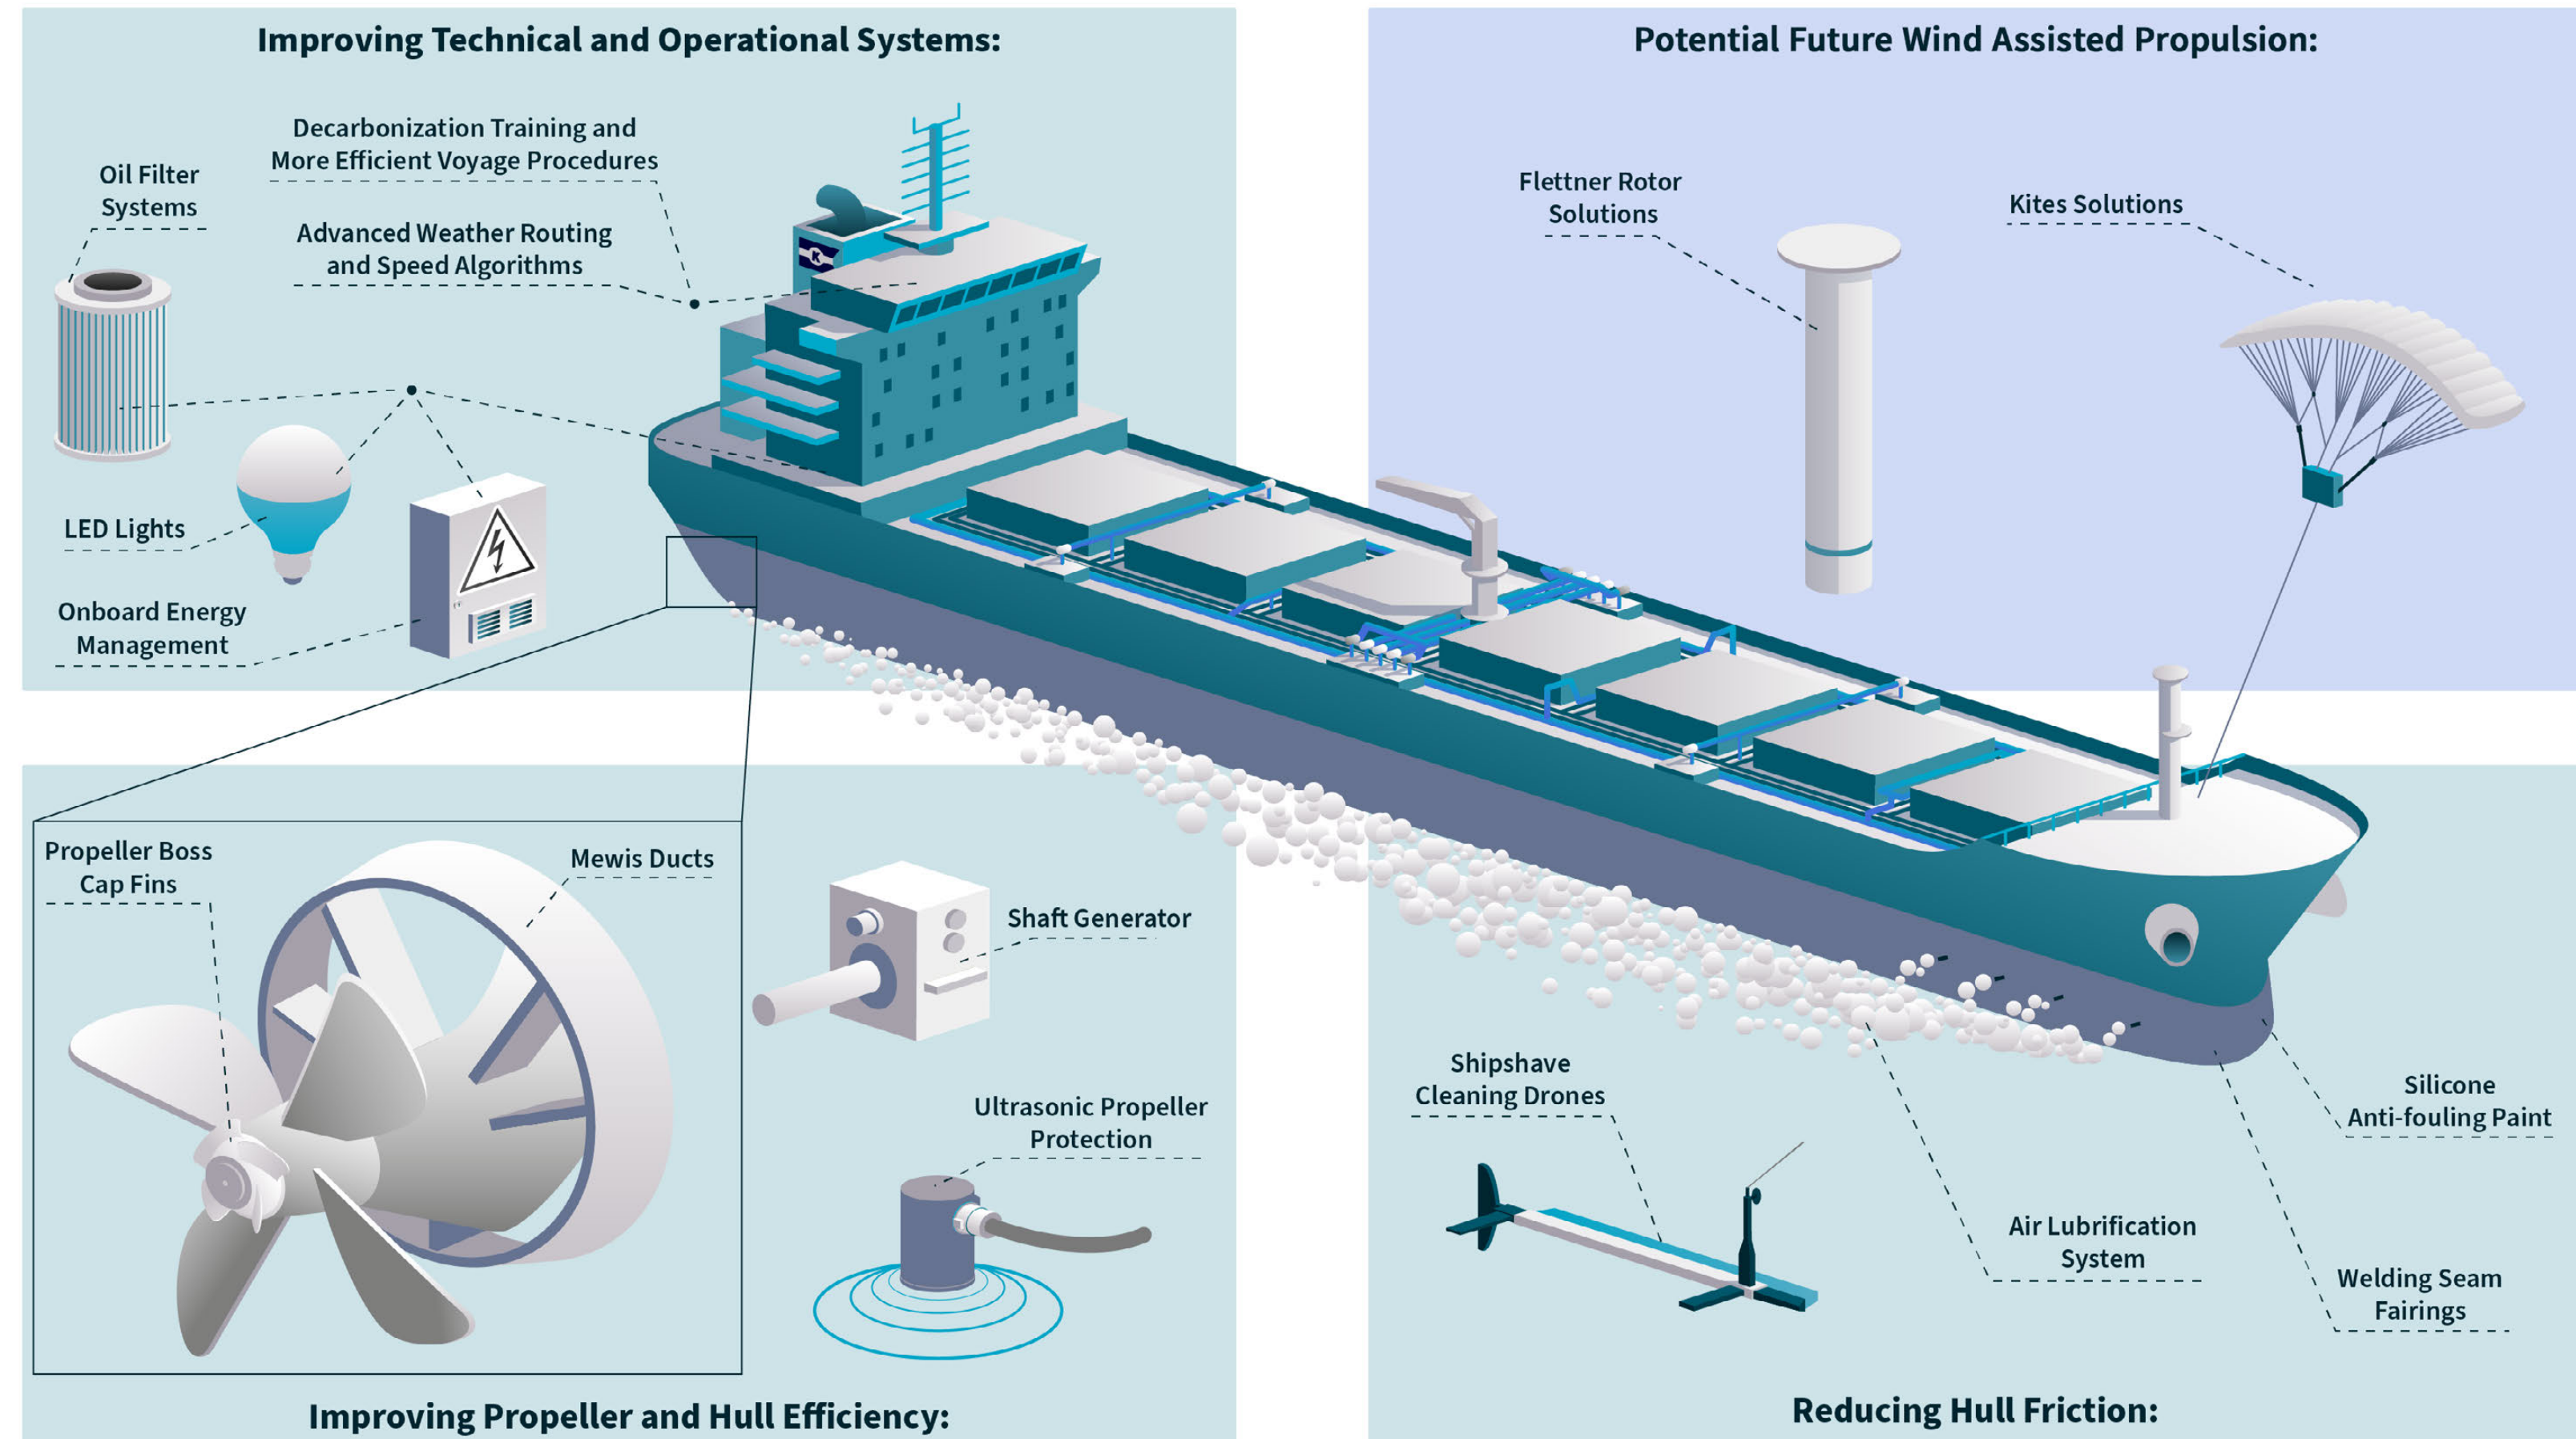 Improving Technical and Operational Systems:
Decarbonization Training and
More Efficient Voyage Procedures
Oil Filter
Systems
Advanced Weather Routing
and Speed Algorithms
LED Lights
Onboard Energy
Management
K
Potential Future Wind Assisted Propulsion:
Flettner Rotor
Solutions
Kites Solutions
Propeller Boss
Cap Fins
Mewis Ducts
Shaft Generator
Ultrasonic Propeller
Protection
Improving Propeller and Hull Efficiency:
Shipshave
Cleaning Drones
Silicone
Anti-fouling Paint
Air Lubrification
System
Welding Seam
Fairings
Reducing Hull Friction: